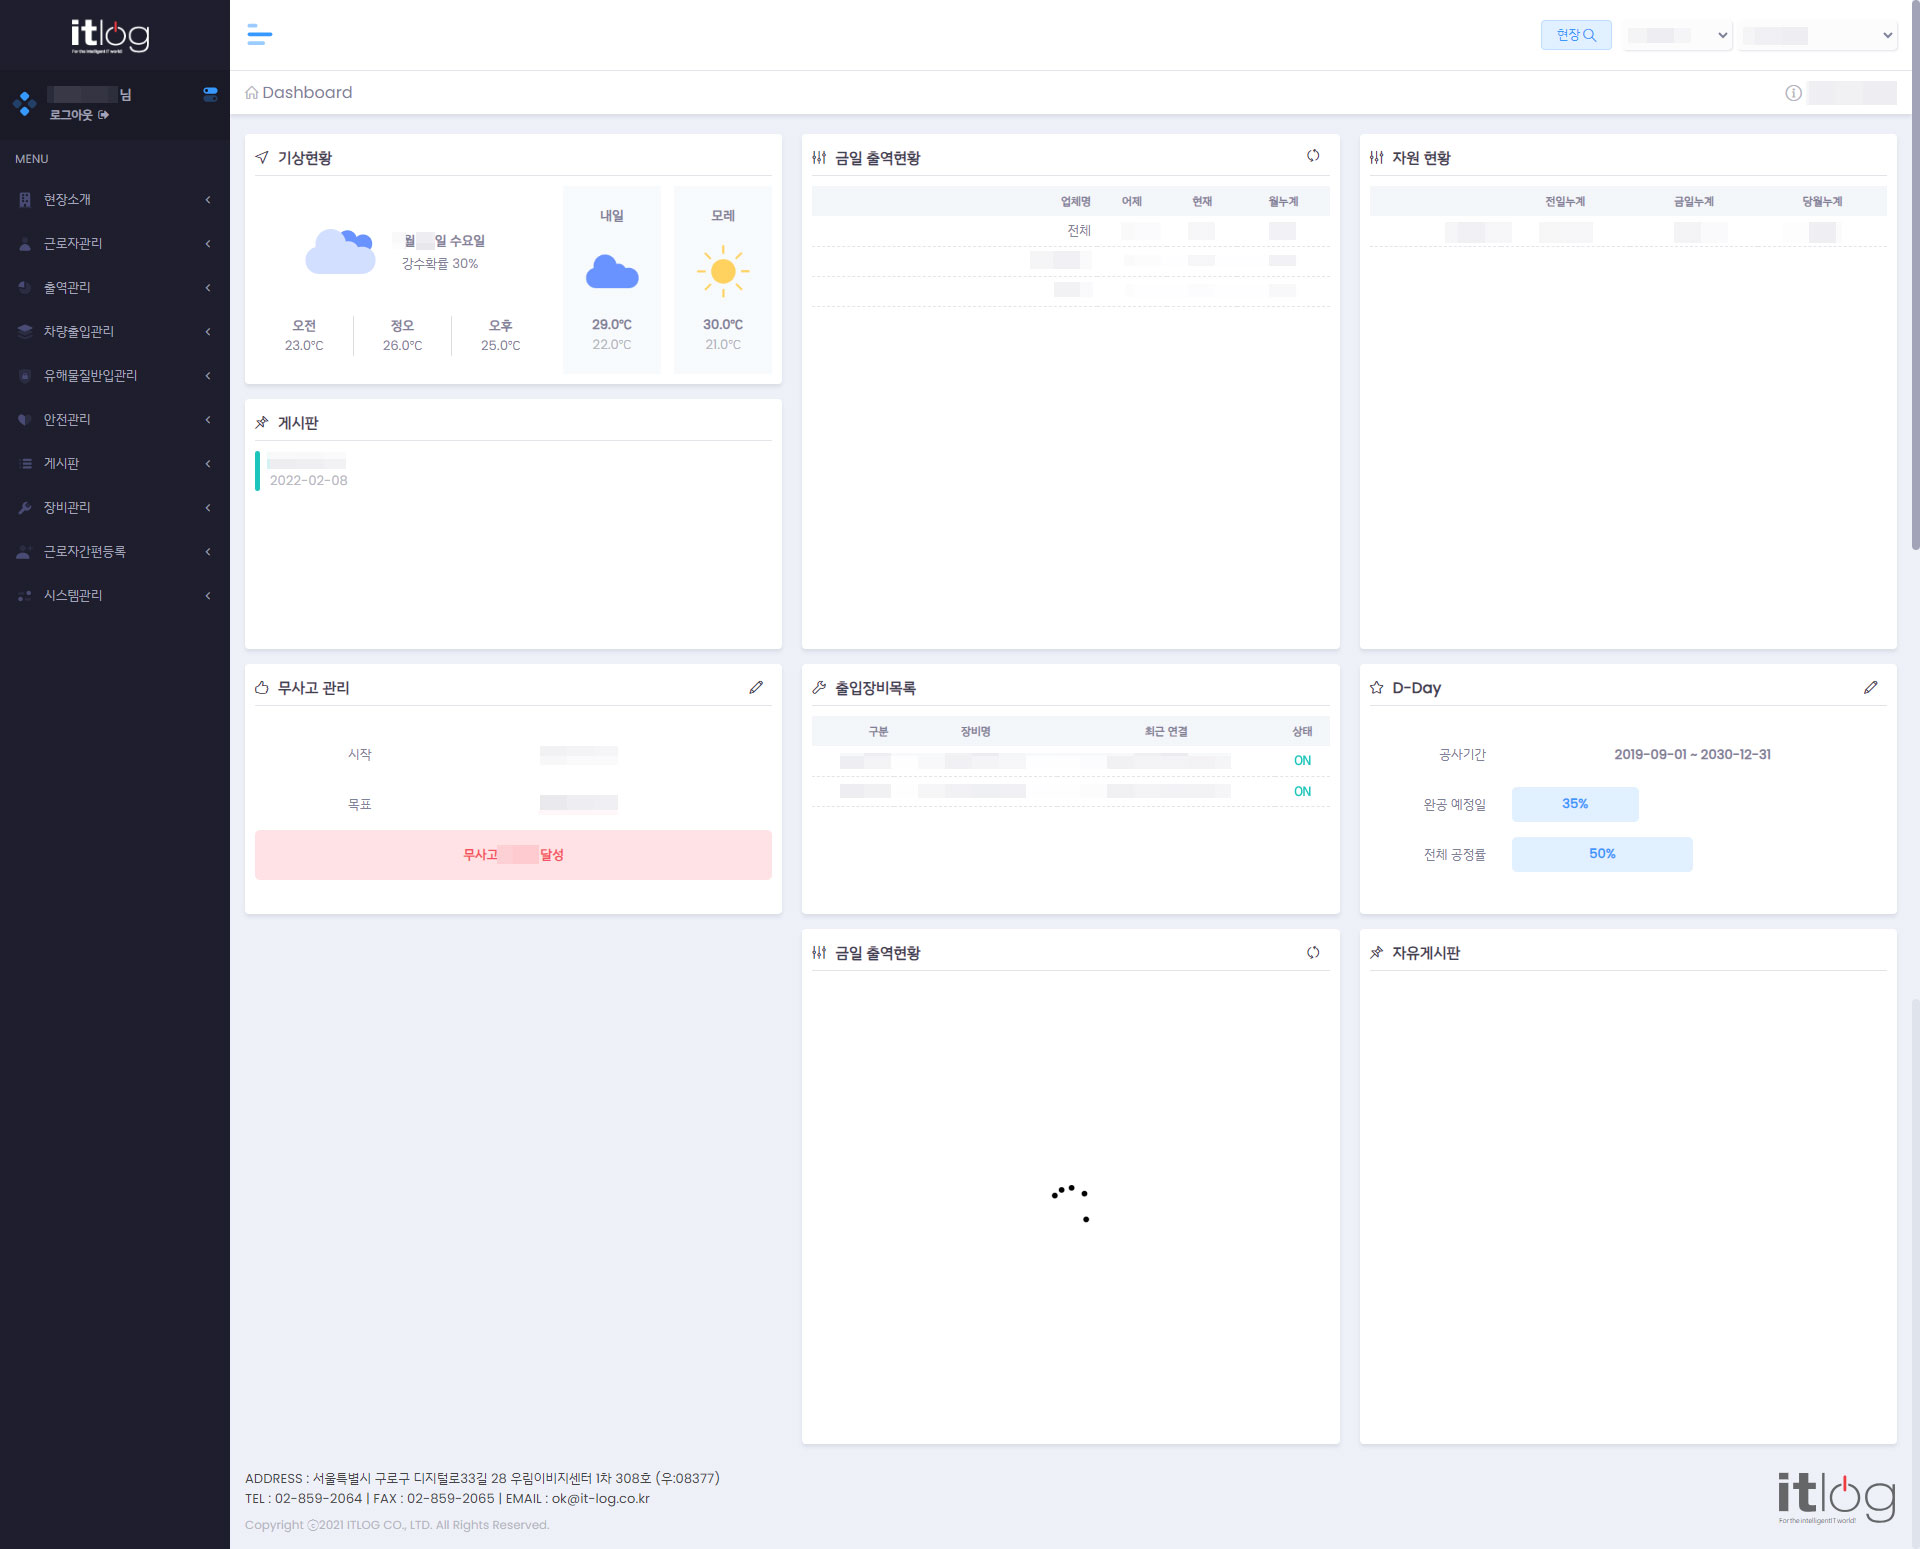 itlog
For the intelligent IT world!
님
로그아웃
MENU
현장소개
근로자관리
출역관리
차량출입관리
유해물질반입관리
안전관리
게시판
장비관리
근로자간편등록
시스템관리
현장
Dashboard
기상현황
월 일 수요일
강수확률 30%
오전 정오 오후
23.0℃ 26.0℃ 25.0℃
내일
29.0℃
22.0℃
모레
30.0℃
21.0℃
금일 출역현황
업체명 어제 현재 월누계
전체
자원 현황
전일누계 금일누계 당월누계
게시판
2022-02-08
무사고 관리
시작
목표
무사고 달성
출입장비목록
구분 장비명 최근 연결 상태
ON
ON
D-Day
공사기간 2019-09-01 ~ 2030-12-31
완공 예정일 35%
전체 공정률 50%
금일 출역현황
자유게시판
ADDRESS : 서울특별시 구로구 디지털로33길 28 우림이비지센터 1차 308호 (우:08377)
TEL : 02-859-2064 | FAX : 02-859-2065 | EMAIL : ok@it-log.co.kr
Copyright ⓒ2021 ITLOG CO., LTD. All Rights Reserved.
itlog
For the intelligent IT world!